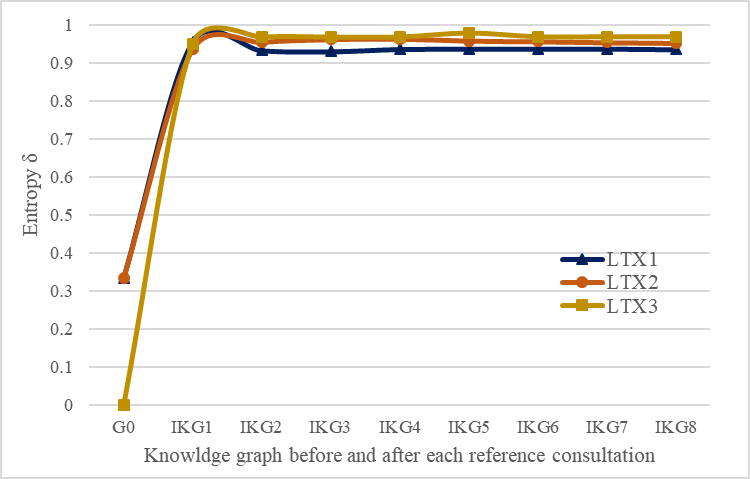 1
0.9
0.8
0.7
0.6
0.5
0.4
0.3
0.2
0.1
0
Entropy δ
LTX1
LTX2
LTX3
G0 IKG1 IKG2 IKG3 IKG4 IKG5 IKG6 IKG7 IKG8
Knowldge graph before and after each reference consultation